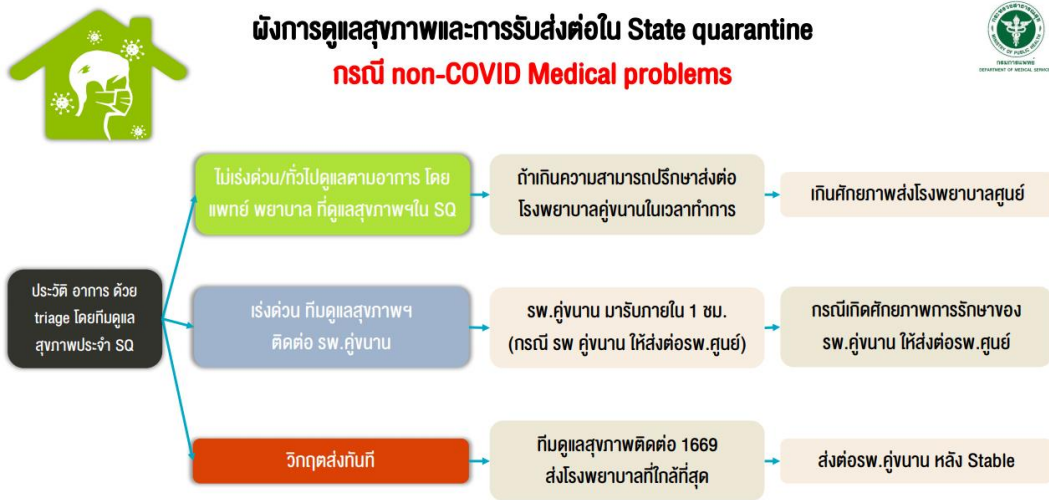 ผังการดูแลสุขภาพและการรับส่งต่อใน State quarantine
กรณี non-COVID Medical problems
กรมการแพทย์
DEPARTMENT OF MEDICAL SERVICES
ไม่เร่งด่วน/ทั่วไปดูแลตามอาการ โดย
แพทย์ พยาบาล ที่ดูแลสุขภาพฯใน SQ
ถ้าเกินความสามารถปรึกษาส่งต่อ
โรงพยาบาลคู่ขนานในเวลาทำการ
เกินศักยภาพส่งโรงพยาบาลศูนย์
ประวัติ อาการ ด้วย
triage โดยทีมดูแล
สุขภาพประจำ SQ
เร่งด่วน ทีมดูแลสุขภาพฯ
ติดต่อ รพ.คู่ขนาน
รพ.คู่ขนาน มารับภายใน 1 ชม.
(กรณี รพ คู่ขนาน ให้ส่งต่อรพ.ศูนย์)
กรณีเกิดศักยภาพการรักษาของ
รพ.คู่ขนาน ให้ส่งต่อรพ.ศูนย์
วิกฤตส่งทันที
ทีมดูแลสุขภาพติดต่อ 1669
ส่งโรงพยาบาลที่ใกล้ที่สุด
ส่งต่อรพ.คู่ขนาน หลัง Stable